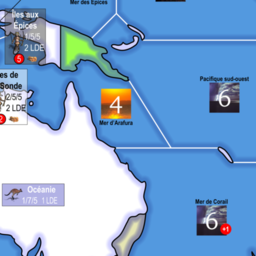 Mer des Epices
Iles aux
Epices
1/5/5
2 LDE
5
Pacifique sud-ouest
6
es de
Sonde
2/5/5
2 LDE
2
4
Mer d'Arafura
Océanie
1/7/5 1 LDE
Mer de Corail
6
+1